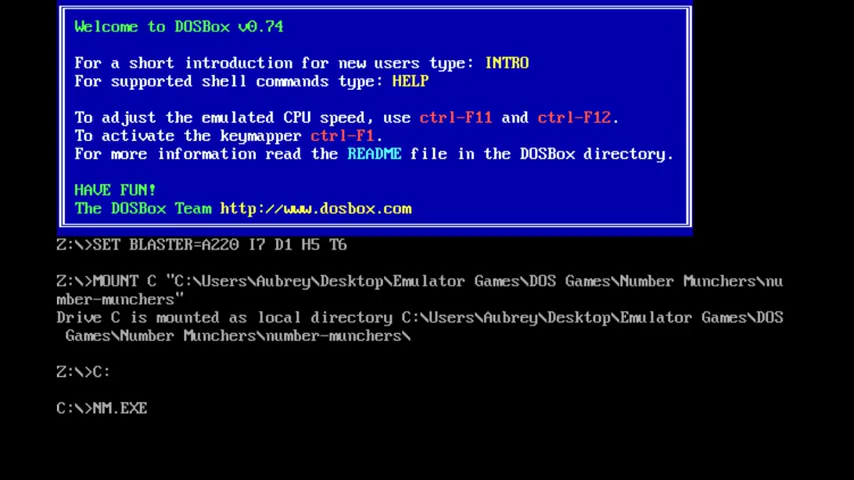 Welcome to DOSBox v0.74
For a short introduction for new users type: INTRO
For supported shell commands type: HELP
To adjust the emulated CPU speed, use ctrl-F11 and ctrl-F12.
To activate the keymapper ctrl-F1.
For more information read the README file in the DOSBox directory.
HAVE FUN!
The DOSBox Team http://www.dosbox.com
Z:\>SET BLASTER=A220 I7 D1 H5 T6
Z:\>MOUNT C "C:\Users\Aubrey\Desktop\Emulator Games\DOS Games\Number Munchers\nu
mber-munchers"
Drive C is mounted as local directory C:\Users\Aubrey\Desktop\Emulator Games\DOS
 Games\Number Munchers\number-munchers\
Z:\>C:
C:\>NM.EXE